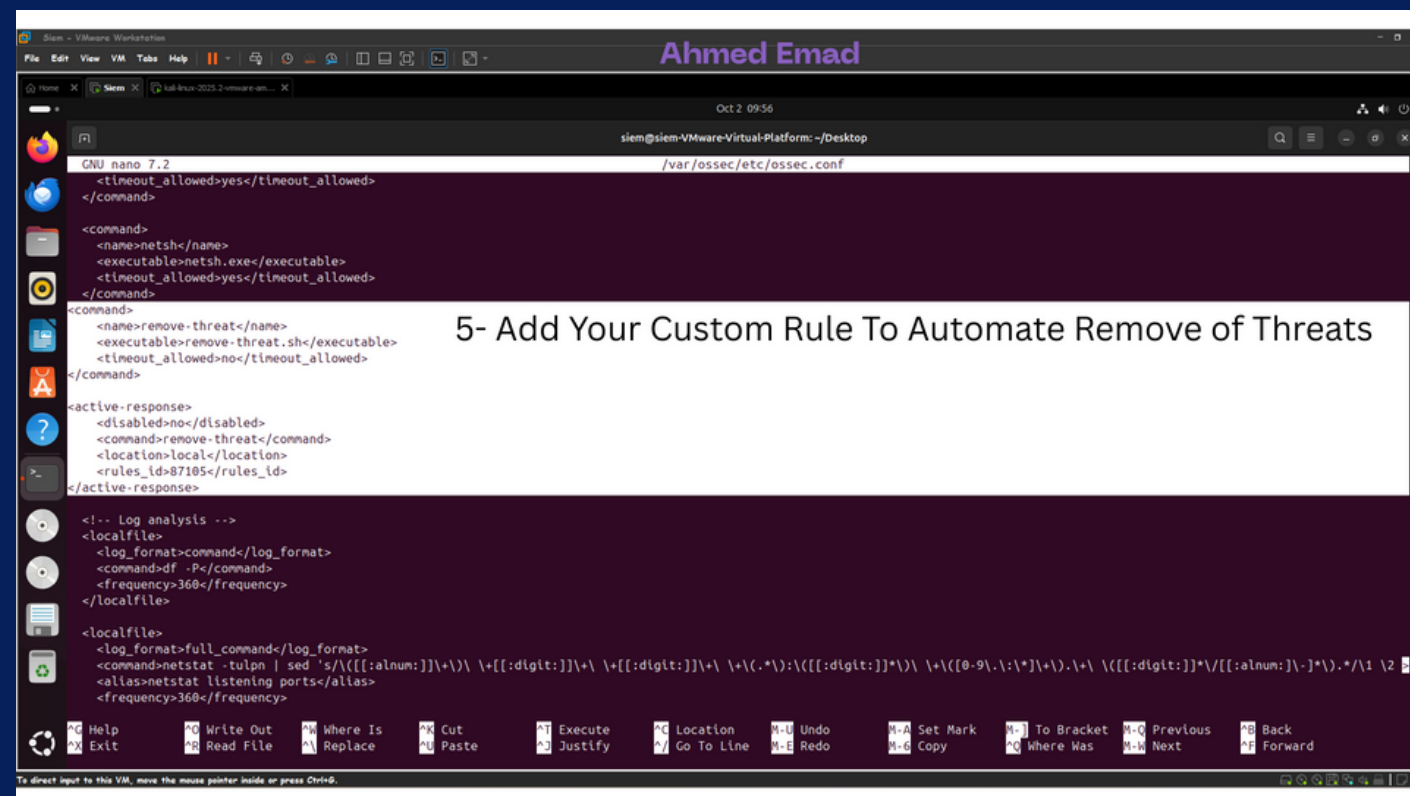 Siem - VMware Workstation
File Edit View VM Tabs Help
Ahmed Emad
Home X Siem X kali-linux-2025.2-vmware-am... X
Oct 2 09:56
siem@siem-VMware-Virtual-Platform: ~/Desktop
GNU nano 7.2 /var/ossec/etc/ossec.conf
<timeout_allowed>yes</timeout_allowed>
</command>
<command>
<name>netsh</name>
<executable>netsh.exe</executable>
<timeout_allowed>yes</timeout_allowed>
</command>
<command>
<name>remove-threat</name>
<executable>remove-threat.sh</executable>
<timeout_allowed>no</timeout_allowed>
</command>
5- Add Your Custom Rule To Automate Remove of Threats
<active-response>
<disabled>no</disabled>
<command>remove-threat</command>
<location>local</location>
<rules_id>87105</rules_id>
</active-response>
<!-- Log analysis -->
<localfile>
<log_format>command</log_format>
<command>df -P</command>
<frequency>360</frequency>
</localfile>
<localfile>
<log_format>full_command</log_format>
<command>netstat -tulpn | sed 's/\([[:alnum:]]\+\)\ \+[[:digit:]]\+\ \+[[:digit:]]\+\ \+\(.*\):\([[:digit:]]*\)\ \+\([0-9\.\:\*]\+\).\+\ \([[:digit:]]*\/[[:alnum:]\-]*\).*/\1 \2 >
<alias>netstat listening ports</alias>
<frequency>360</frequency>
^G Help ^O Write Out ^W Where Is ^K Cut ^T Execute ^C Location M-U Undo M-A Set Mark M-] To Bracket M-Q Previous ^B Back
^X Exit ^R Read File ^\ Replace ^U Paste ^J Justify ^/ Go To Line M-E Redo M-6 Copy ^Q Where Was M-W Next ^F Forward
To direct input to this VM, move the mouse pointer inside or press Ctrl+G.